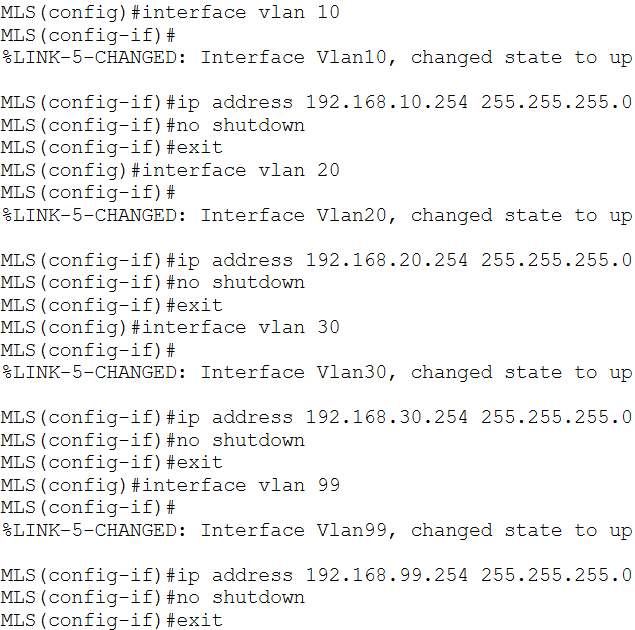 MLS(config)#interface vlan 10
MLS(config-if)#
%LINK-5-CHANGED: Interface Vlan10, changed state to up
MLS(config-if)#ip address 192.168.10.254 255.255.255.0
MLS(config-if)#no shutdown
MLS(config-if)#exit
MLS(config)#interface vlan 20
MLS(config-if)#
%LINK-5-CHANGED: Interface Vlan20, changed state to up
MLS(config-if)#ip address 192.168.20.254 255.255.255.0
MLS(config-if)#no shutdown
MLS(config-if)#exit
MLS(config)#interface vlan 30
MLS(config-if)#
%LINK-5-CHANGED: Interface Vlan30, changed state to up
MLS(config-if)#ip address 192.168.30.254 255.255.255.0
MLS(config-if)#no shutdown
MLS(config-if)#exit
MLS(config)#interface vlan 99
MLS(config-if)#
%LINK-5-CHANGED: Interface Vlan99, changed state to up
MLS(config-if)#ip address 192.168.99.254 255.255.255.0
MLS(config-if)#no shutdown
MLS(config-if)#exit